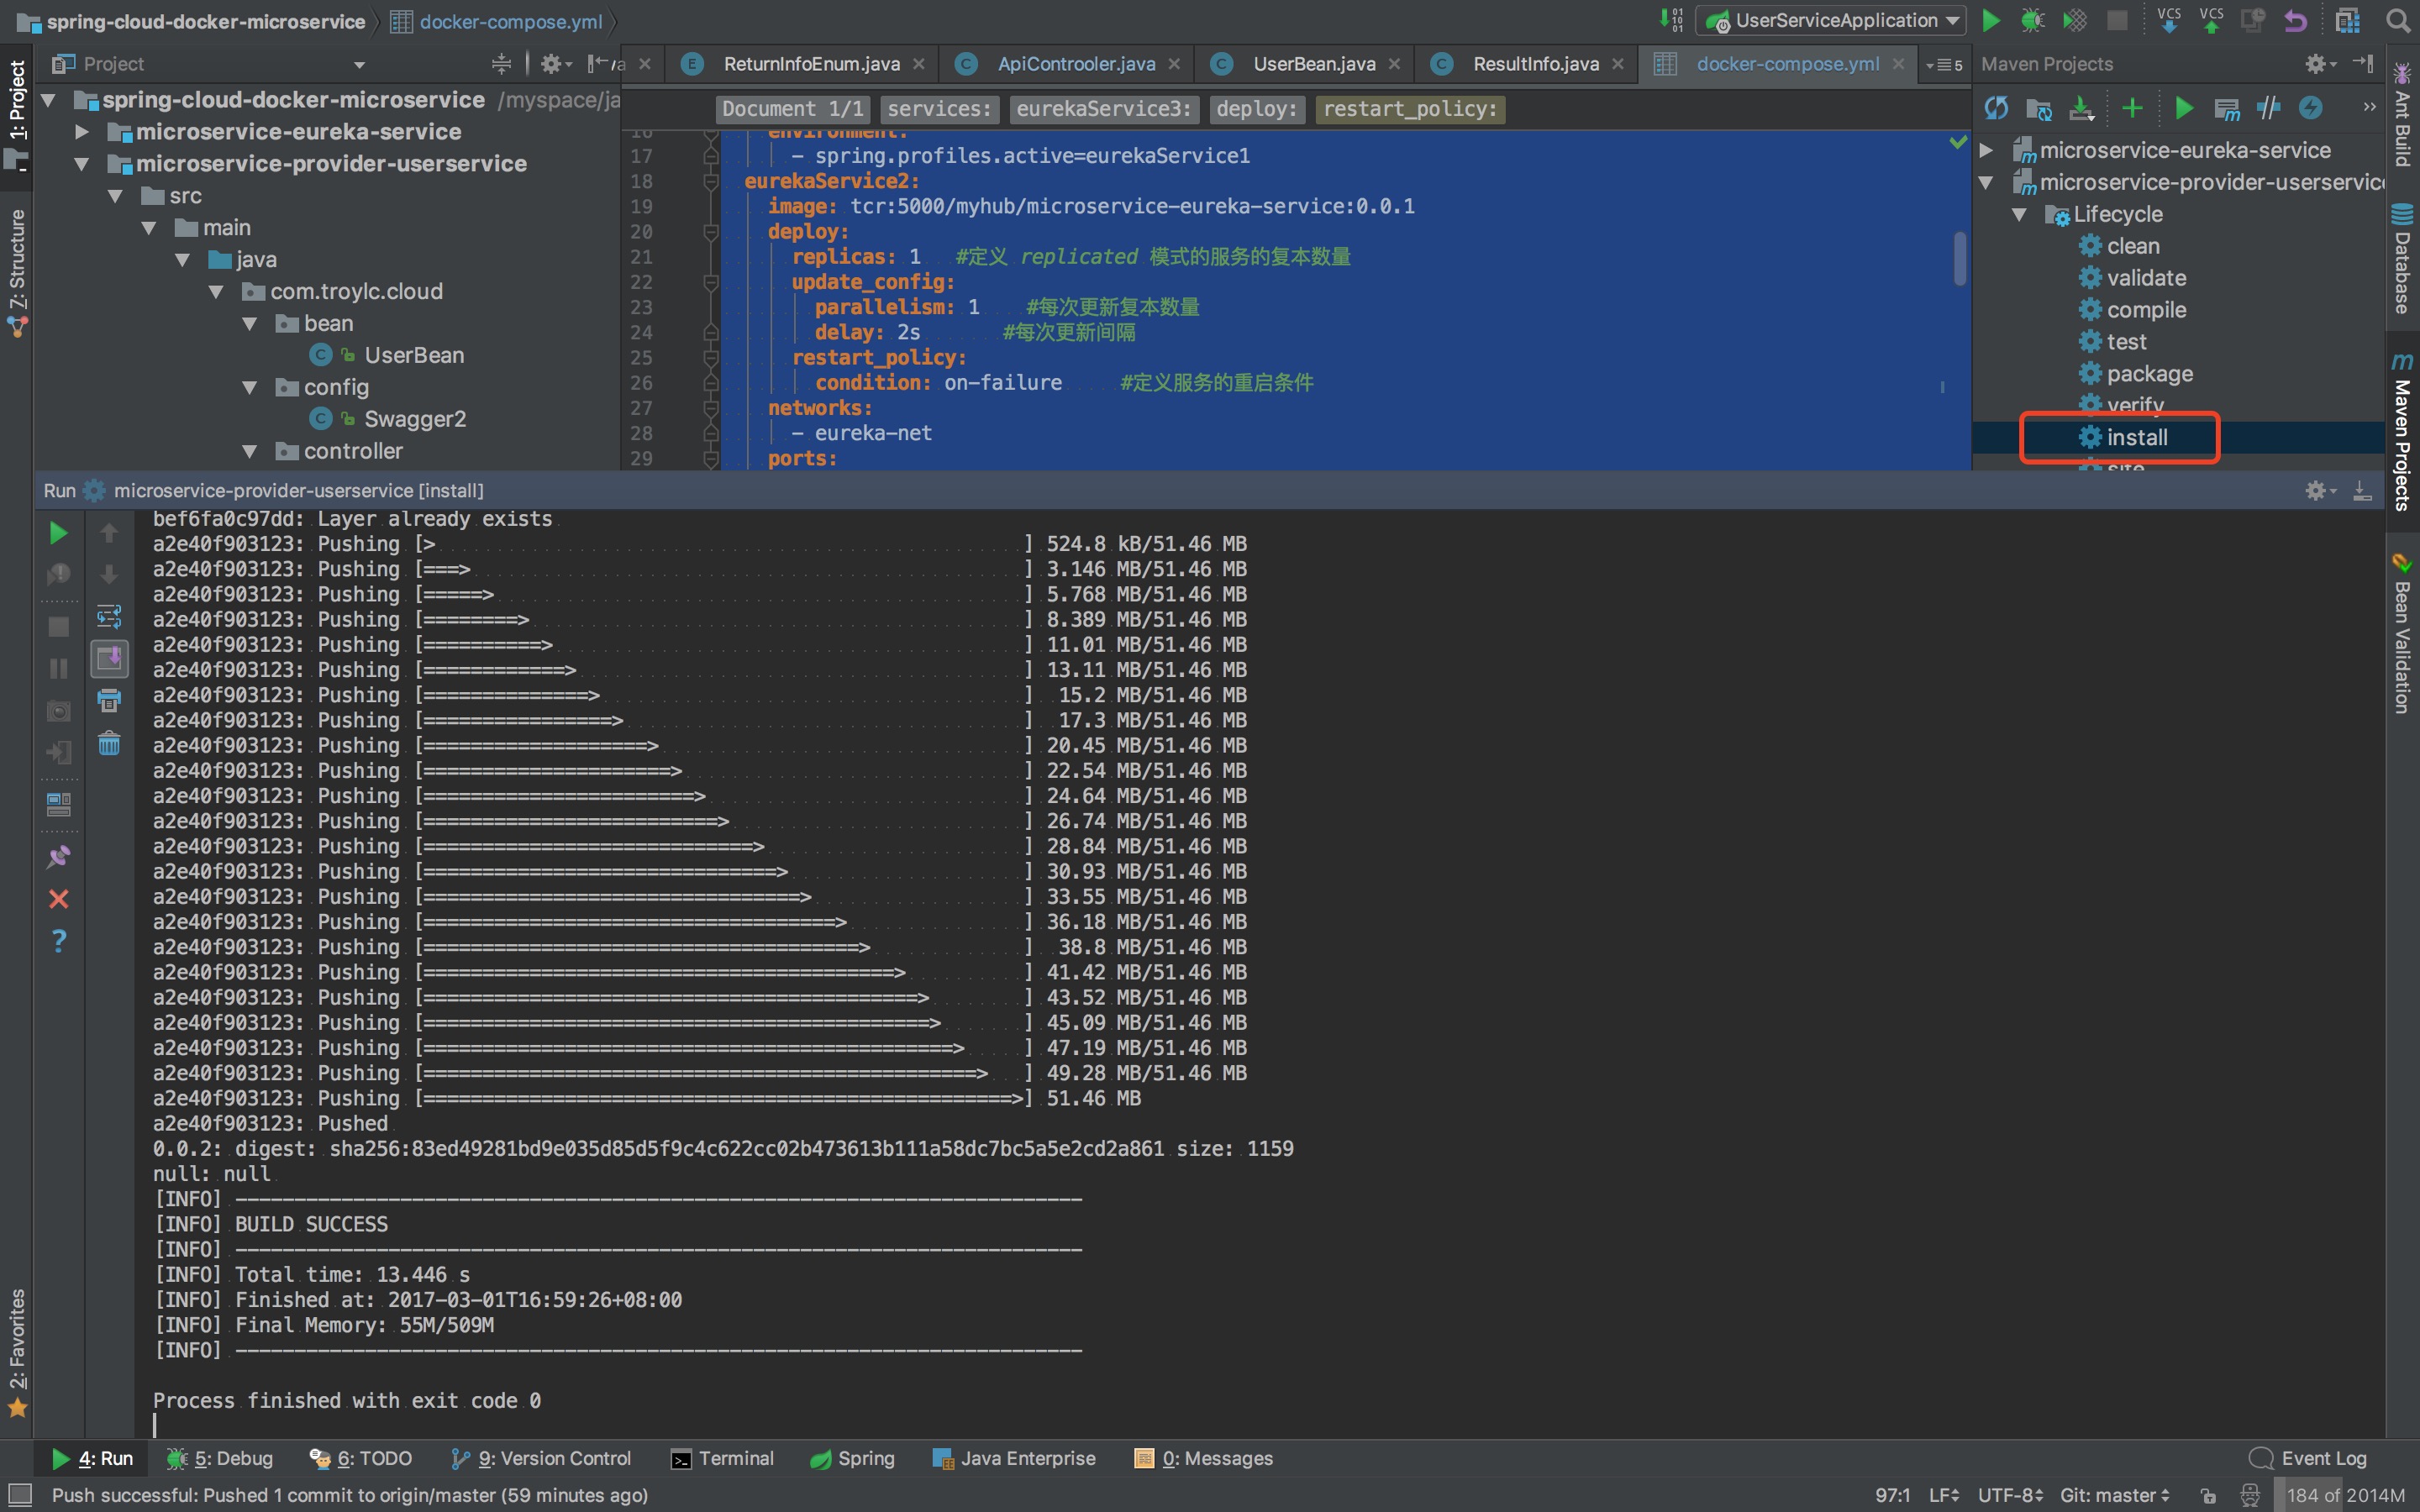 spring-cloud-docker-microservice docker-compose.yml UserServiceApplication VCS VCS
Project
ReturnInfoEnum.java ApiControoler.java UserBean.java ResultInfo.java docker-compose.yml 5
Maven Projects
1: Project
7: Structure
2: Favorites
spring-cloud-docker-microservice /myspace/ja
microservice-eureka-service
microservice-provider-userservice
src
main
java
com.troylc.cloud
bean
UserBean
config
Swagger2
controller
Document 1/1 services: eurekaService3: deploy: restart_policy:
16 environment:
17 - spring.profiles.active=eurekaService1
18 eurekaService2:
19 image: tcr:5000/myhub/microservice-eureka-service:0.0.1
20 deploy:
21 replicas: 1 #定义 replicated 模式的服务的复本数量
22 update_config:
23 parallelism: 1 #每次更新复本数量
24 delay: 2s #每次更新间隔
25 restart_policy:
26 condition: on-failure #定义服务的重启条件
27 networks:
28 - eureka-net
29 ports:
microservice-eureka-service
microservice-provider-userservic
Lifecycle
clean
validate
compile
test
package
verify
install
site
Ant Build
Database
Maven Projects
Bean Validation
Run microservice-provider-userservice [install]
bef6fa0c97dd: Layer already exists
a2e40f903123: Pushing [> ] 524.8 kB/51.46 MB
a2e40f903123: Pushing [===> ] 3.146 MB/51.46 MB
a2e40f903123: Pushing [=====> ] 5.768 MB/51.46 MB
a2e40f903123: Pushing [========> ] 8.389 MB/51.46 MB
a2e40f903123: Pushing [==========> ] 11.01 MB/51.46 MB
a2e40f903123: Pushing [============> ] 13.11 MB/51.46 MB
a2e40f903123: Pushing [==============> ] 15.2 MB/51.46 MB
a2e40f903123: Pushing [================> ] 17.3 MB/51.46 MB
a2e40f903123: Pushing [===================> ] 20.45 MB/51.46 MB
a2e40f903123: Pushing [=====================> ] 22.54 MB/51.46 MB
a2e40f903123: Pushing [=======================> ] 24.64 MB/51.46 MB
a2e40f903123: Pushing [=========================> ] 26.74 MB/51.46 MB
a2e40f903123: Pushing [============================> ] 28.84 MB/51.46 MB
a2e40f903123: Pushing [==============================> ] 30.93 MB/51.46 MB
a2e40f903123: Pushing [================================> ] 33.55 MB/51.46 MB
a2e40f903123: Pushing [===================================> ] 36.18 MB/51.46 MB
a2e40f903123: Pushing [=====================================> ] 38.8 MB/51.46 MB
a2e40f903123: Pushing [========================================> ] 41.42 MB/51.46 MB
a2e40f903123: Pushing [==========================================> ] 43.52 MB/51.46 MB
a2e40f903123: Pushing [===========================================> ] 45.09 MB/51.46 MB
a2e40f903123: Pushing [=============================================> ] 47.19 MB/51.46 MB
a2e40f903123: Pushing [===============================================> ] 49.28 MB/51.46 MB
a2e40f903123: Pushing [==================================================>] 51.46 MB
a2e40f903123: Pushed
0.0.2: digest: sha256:83ed49281bd9e035d85d5f9c4c622cc02b473613b111a58dc7bc5a5e2cd2a861 size: 1159
null: null
[INFO] ------------------------------------------------------------------------
[INFO] BUILD SUCCESS
[INFO] ------------------------------------------------------------------------
[INFO] Total time: 13.446 s
[INFO] Finished at: 2017-03-01T16:59:26+08:00
[INFO] Final Memory: 55M/509M
[INFO] ------------------------------------------------------------------------
Process finished with exit code 0
4: Run 5: Debug 6: TODO 9: Version Control Terminal Spring Java Enterprise 0: Messages Event Log
Push successful: Pushed 1 commit to origin/master (59 minutes ago) 97:1 LF UTF-8 Git: master 184 of 2014M